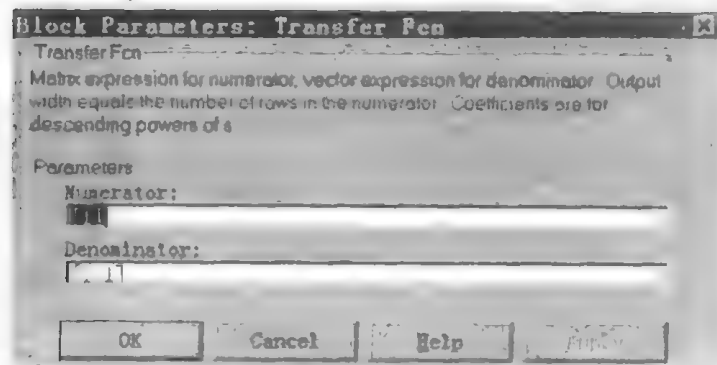 Block Parameters: Transfer Fcn
Transfer Fcn
Matrix expression for numerator, vector expression for denominator. Output
width equals the number of rows in the numerator. Coefficients are for
descending powers of s
Parameters
Numerator:
Denominator:
OK Cancel Help Apply